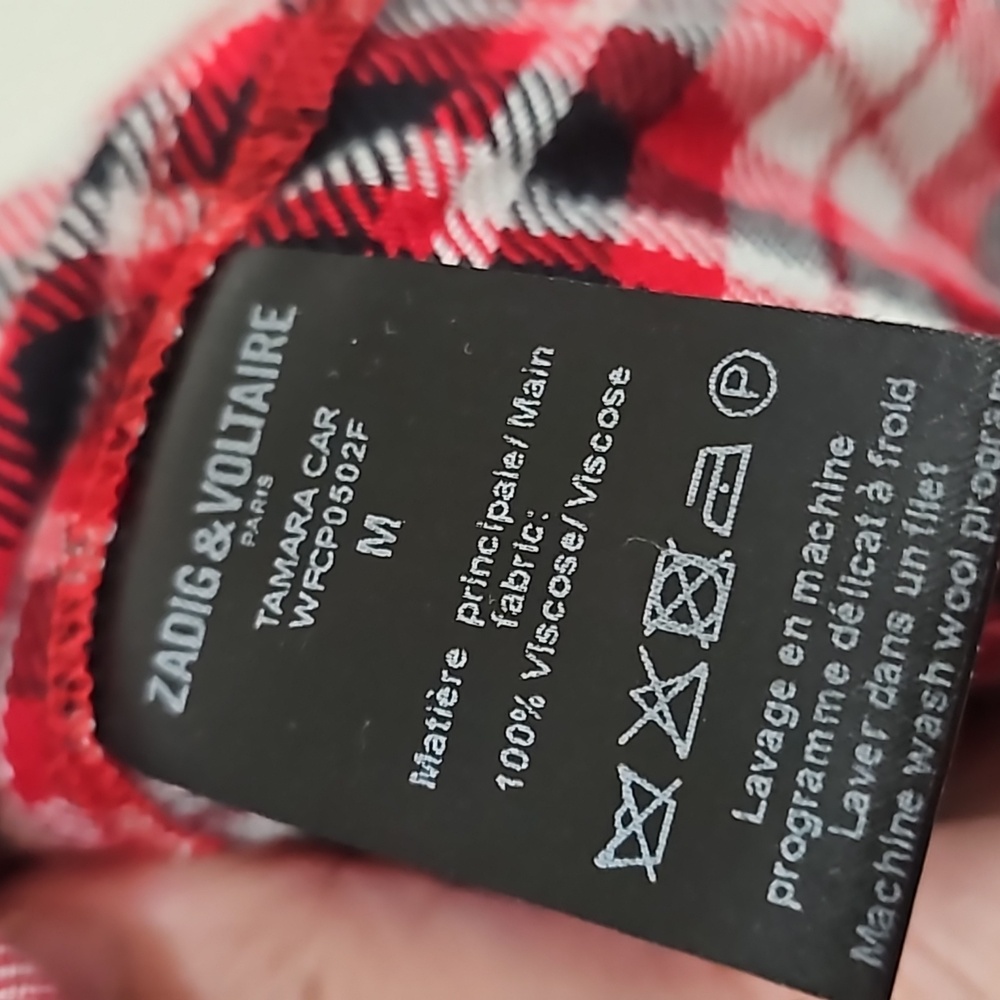 ZADIG & VOLTAIRE
PARIS
TAMARA CAR
WFCP0502F
M
Matière principale/Main
fabric:
100% Viscose/Viscose
P
Lavage en machine
programme délicat à froid
Laver dans un filet
Machine wash wool program